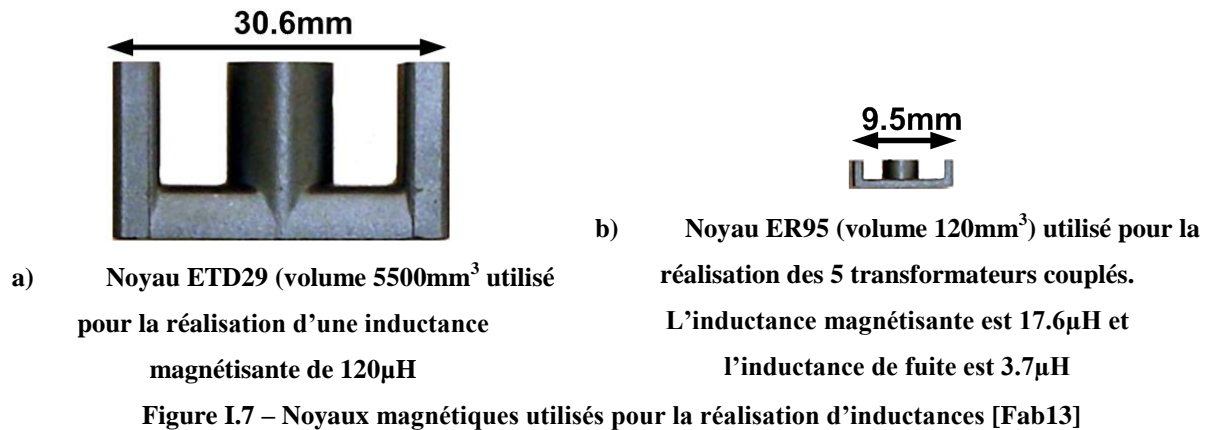 30.6mm
9.5mm
a) Noyau ETD29 (volume 5500mm³ utilisé
pour la réalisation d'une inductance
magnétisante de 120µH
b) Noyau ER95 (volume 120mm³) utilisé pour la
réalisation des 5 transformateurs couplés.
L'inductance magnétisante est 17.6µH et
l'inductance de fuite est 3.7µH
Figure I.7 – Noyaux magnétiques utilisés pour la réalisation d'inductances [Fab13]